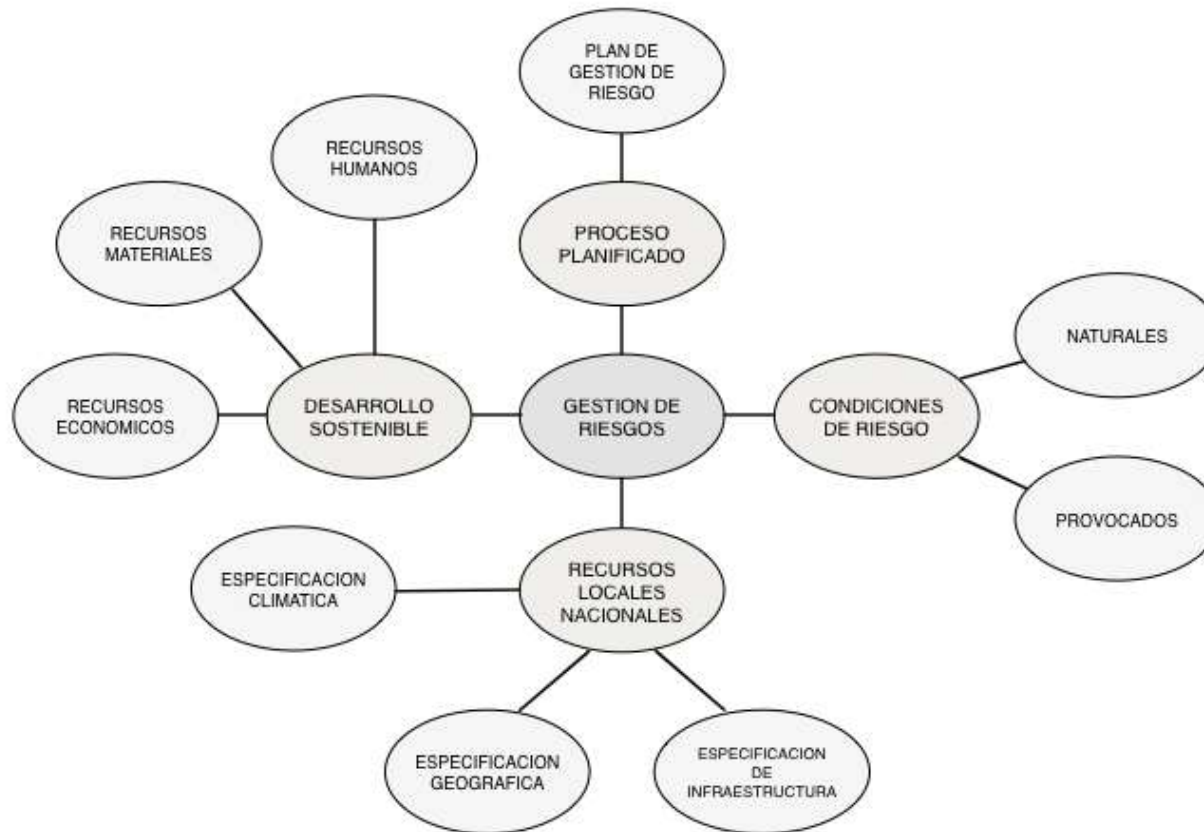 PLAN DE
GESTION DE
RIESGO
RECURSOS
HUMANOS
RECURSOS
MATERIALES
PROCESO
PLANIFICADO
NATURALES
RECURSOS
ECONOMICOS
DESARROLLO
SOSTENIBLE
GESTION DE
RIESGOS
CONDICIONES
DE RIESGO
PROVOCADOS
ESPECIFICACION
CLIMATICA
RECURSOS
LOCALES
NACIONALES
ESPECIFICACION
GEOGRAFICA
ESPECIFICACION
DE
INFRAESTRUCTURA